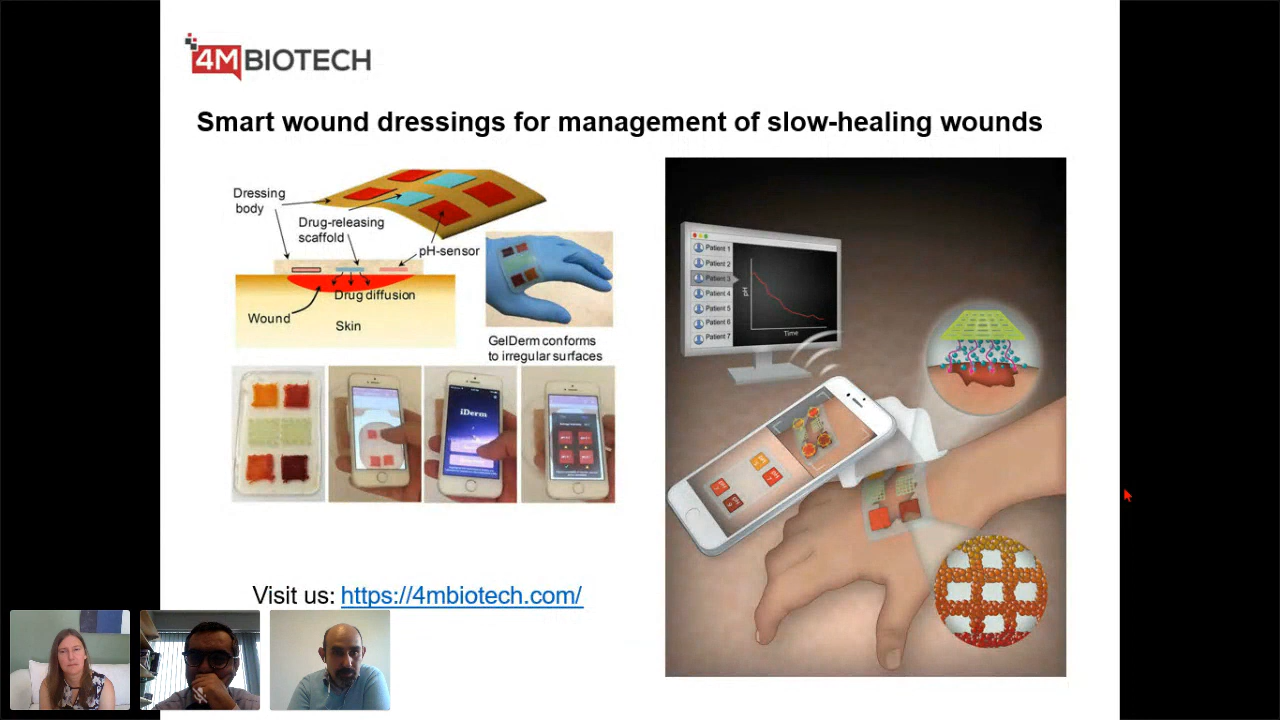 4M BIOTECH
Smart wound dressings for management of slow-healing wounds
Dressing
body
Drug-releasing
scaffold
pH-sensor
Drug diffusion
Wound
Skin
GelDerm conforms
to irregular surfaces
iDerm
Patient 1
Patient 2
Patient 3
Patient 4
Patient 5
Patient 6
Patient 7
pH
Time
Visit us: https://4mbiotech.com/